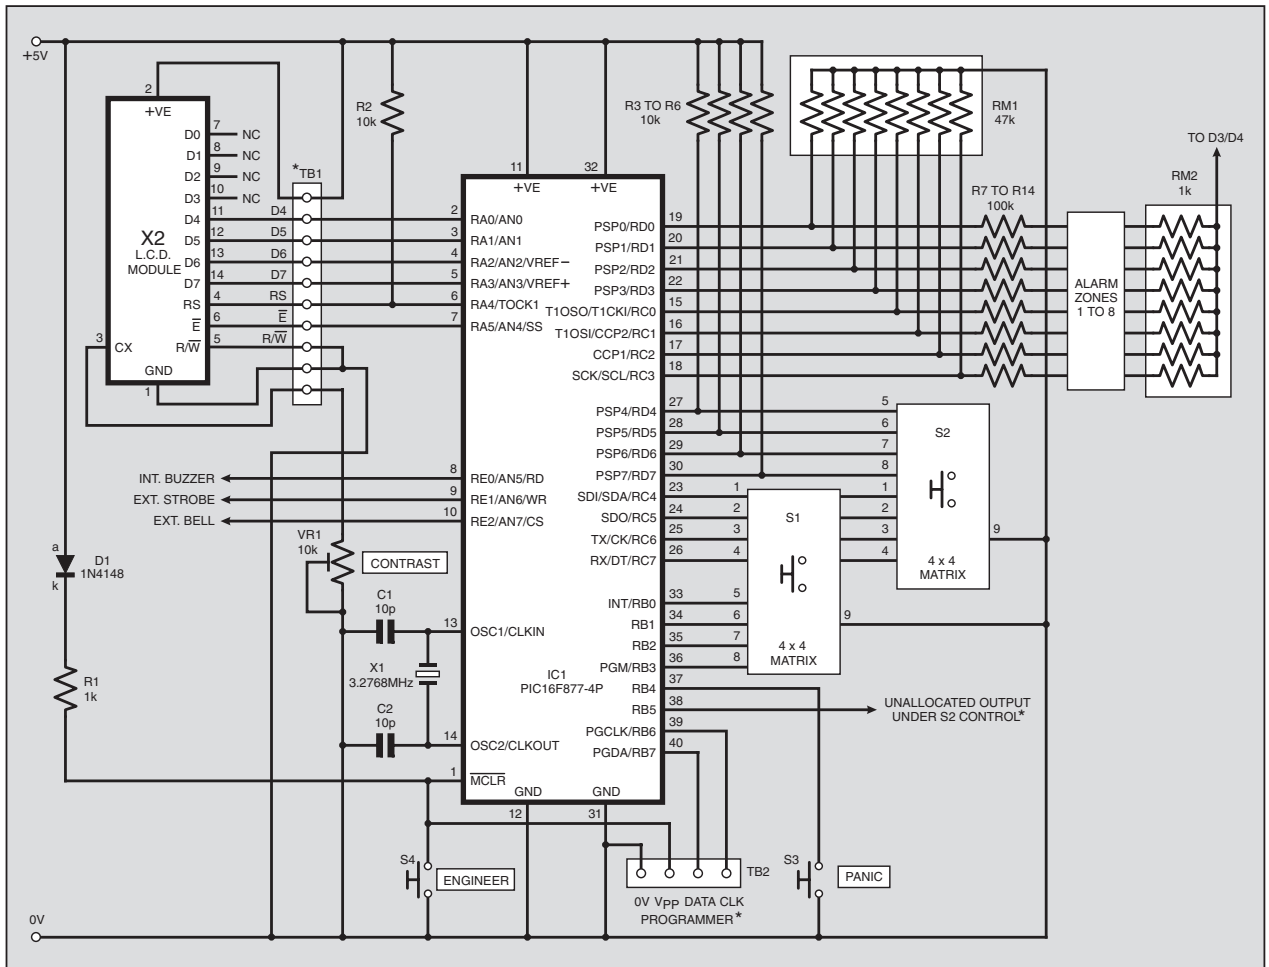 +5V
2
+VE
D0 7 NC
D1 8 NC
D2 9 NC
D3 10 NC
D4 11 D4
D5 12 D5
D6 13 D6
D7 14 D7
RS 4 RS
E 6 E
R/W 5 R/W
3 CX
GND
1
X2
L.C.D.
MODULE
*TB1
R2
10k
R3 TO R6
10k
RM1
47k
TO D3/D4
RM2
1k
R7 TO R14
100k
ALARM
ZONES
1 TO 8
11 32
+VE +VE
2 RA0/AN0
3 RA1/AN1
4 RA2/AN2/VREF−
5 RA3/AN3/VREF+
6 RA4/TOCK1
7 RA5/AN4/SS
INT. BUZZER 8 RE0/AN5/RD
EXT. STROBE 9 RE1/AN6/WR
EXT. BELL 10 RE2/AN7/CS
13 OSC1/CLKIN
14 OSC2/CLKOUT
1 MCLR
GND GND
12 31
IC1
PIC16F877-4P
PSP0/RD0 19
PSP1/RD1 20
PSP2/RD2 21
PSP3/RD3 22
T1OSO/T1CKI/RC0 15
T1OSI/CCP2/RC1 16
CCP1/RC2 17
SCK/SCL/RC3 18
PSP4/RD4 27 5
PSP5/RD5 28 6
PSP6/RD6 29 7
PSP7/RD7 30 8
SDI/SDA/RC4 23 1 1
SDO/RC5 24 2 2
TX/CK/RC6 25 3 3
RX/DT/RC7 26 4 4
INT/RB0 33 5
RB1 34 6
RB2 35 7
PGM/RB3 36 8
RB4 37
RB5 38
PGCLK/RB6 39
PGDA/RB7 40
S2
4 x 4
MATRIX
9
S1
4 x 4
MATRIX
9
UNALLOCATED OUTPUT
UNDER S2 CONTROL*
a
D1
1N4148
k
R1
1k
VR1
10k
CONTRAST
C1
10p
X1
3.2768MHz
C2
10p
S4
ENGINEER
TB2
0V VPP DATA CLK
PROGRAMMER*
S3
PANIC
0V